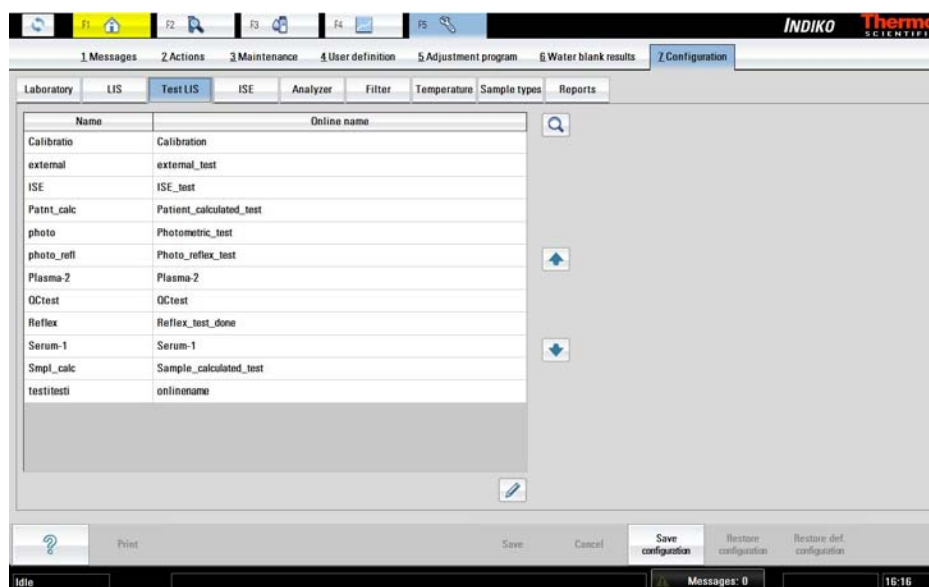 F1 F2 F3 F4 F5 INDIKO Thermo
SCIENTIFI
1 Messages 2 Actions 3 Maintenance 4 User definition 5 Adjustment program 6 Water blank results 7 Configuration
Laboratory LIS Test LIS ISE Analyzer Filter Temperature Sample types Reports
Name Online name
Calibratio Calibration
external external_test
ISE ISE_test
Patnt_calc Patient_calculated_test
photo Photometric_test
photo_refl Photo_reflex_test
Plasma-2 Plasma-2
QCtest QCtest
Reflex Reflex_test_done
Serum-1 Serum-1
Smpl_calc Sample_calculated_test
testitesti onlinename
? Print Save Cancel Save configuration Restore configuration Restore def. configuration
Idle Messages: 0 16:16